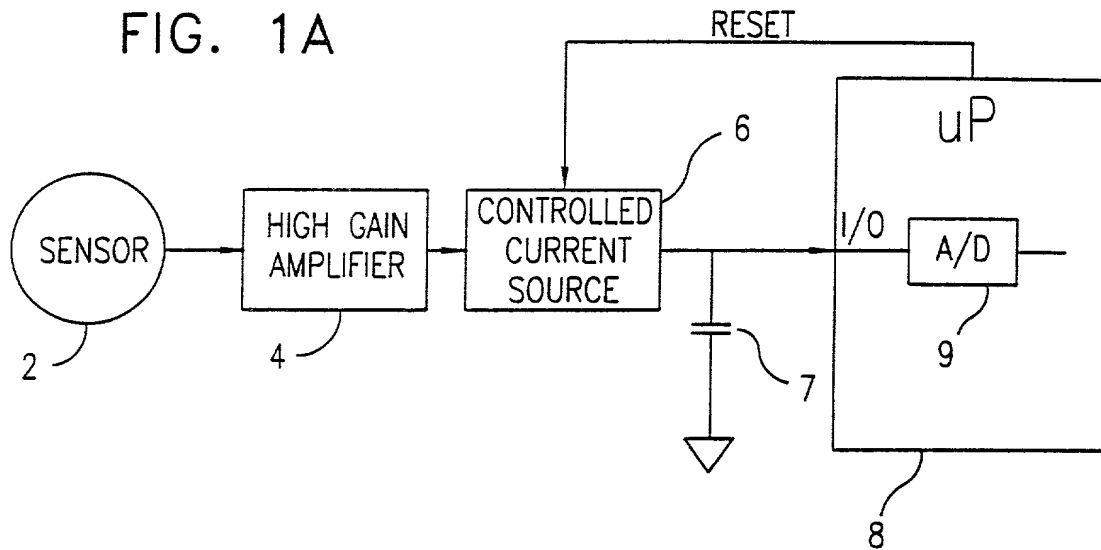 FIG. 1A
RESET
uP
6
SENSOR
HIGH GAIN
AMPLIFIER
CONTROLLED
CURRENT
SOURCE
I/O
A/D
2
4
7
9
8